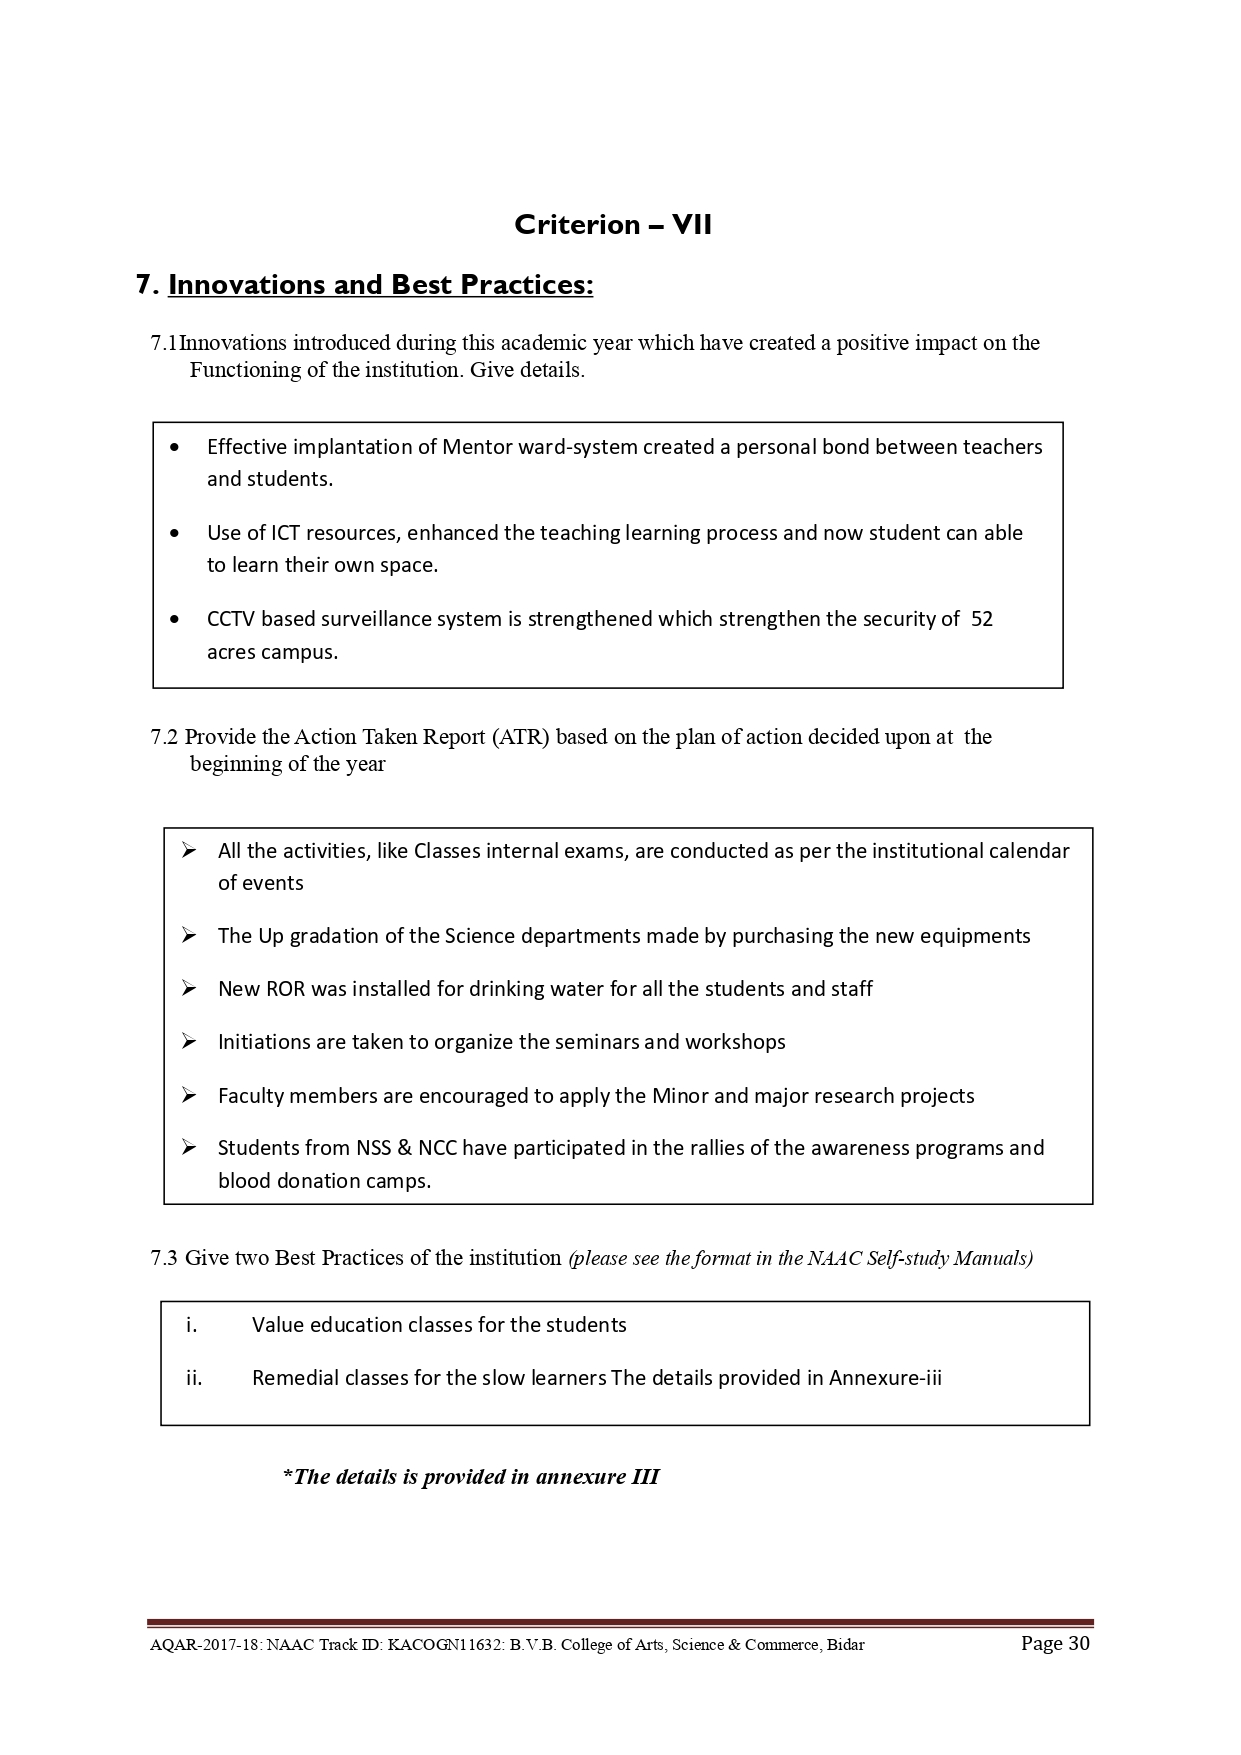 Criterion – VII
7. Innovations and Best Practices:
7.1Innovations introduced during this academic year which have created a positive impact on the
Functioning of the institution. Give details.
• Effective implantation of Mentor ward-system created a personal bond between teachers
and students.
• Use of ICT resources, enhanced the teaching learning process and now student can able
to learn their own space.
• CCTV based surveillance system is strengthened which strengthen the security of  52
acres campus.
7.2 Provide the Action Taken Report (ATR) based on the plan of action decided upon at  the
beginning of the year
➢ All the activities, like Classes internal exams, are conducted as per the institutional calendar
of events
➢ The Up gradation of the Science departments made by purchasing the new equipments
➢ New ROR was installed for drinking water for all the students and staff
➢ Initiations are taken to organize the seminars and workshops
➢ Faculty members are encouraged to apply the Minor and major research projects
➢ Students from NSS & NCC have participated in the rallies of the awareness programs and
blood donation camps.
7.3 Give two Best Practices of the institution (please see the format in the NAAC Self-study Manuals)
i. Value education classes for the students
ii. Remedial classes for the slow learners The details provided in Annexure-iii
*The details is provided in annexure III
AQAR-2017-18: NAAC Track ID: KACOGN11632: B.V.B. College of Arts, Science & Commerce, Bidar Page 30